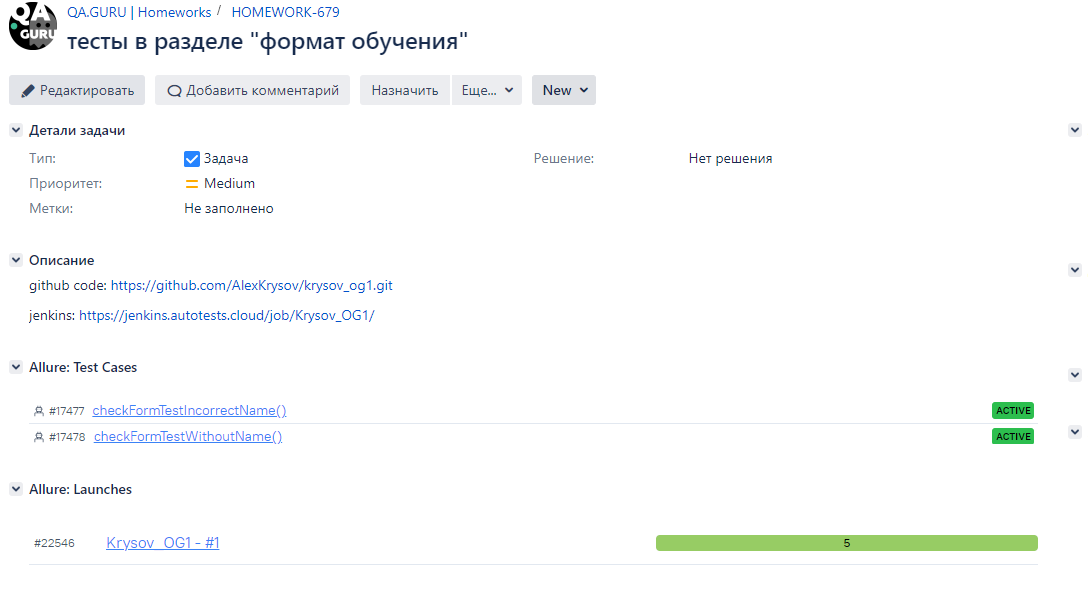 QA
GURU
QA.GURU | Homeworks / HOMEWORK-679
тесты в разделе "формат обучения"
Редактировать Добавить комментарий Назначить Еще... New
Детали задачи
Тип: Задача Решение: Нет решения
Приоритет: Medium
Метки: Не заполнено
Описание
github code: https://github.com/AlexKrysov/krysov_og1.git
jenkins: https://jenkins.autotests.cloud/job/Krysov_OG1/
Allure: Test Cases
#17477 checkFormTestIncorrectName() ACTIVE
#17478 checkFormTestWithoutName() ACTIVE
Allure: Launches
#22546 Krysov_OG1 - #1 5